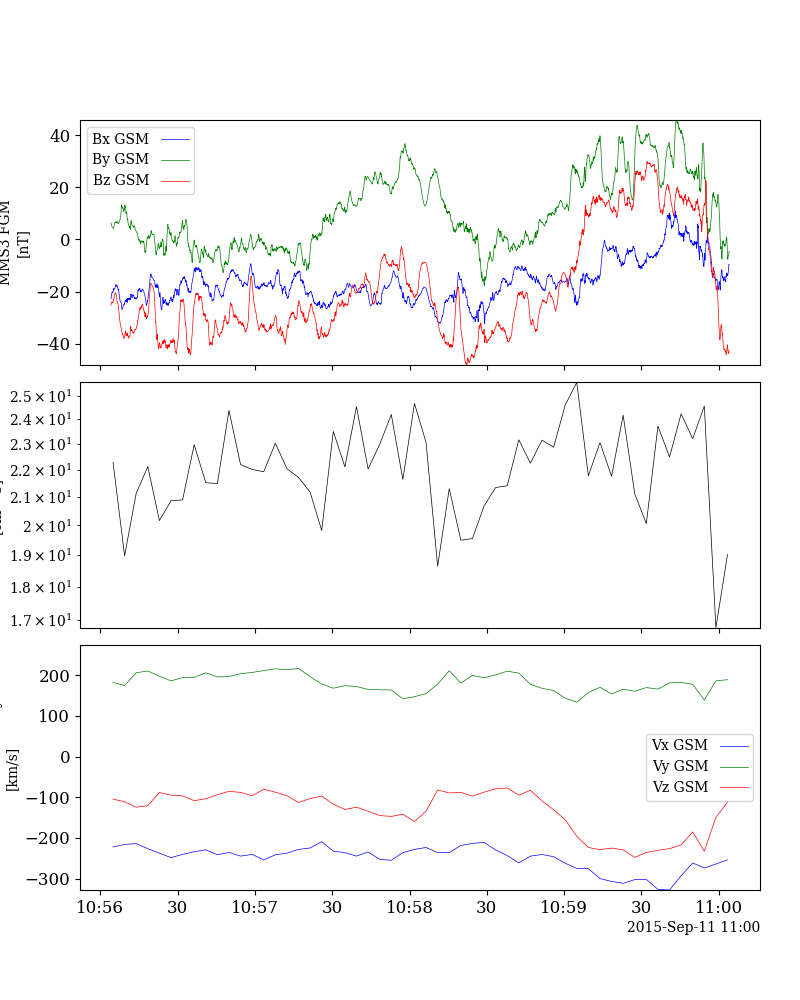 MMS3 FGM
[nT]
40
20
0
−20
−40
Bx GSM
By GSM
Bz GSM
2.5×10¹
2.4×10¹
2.3×10¹
2.2×10¹
2.1×10¹
2×10¹
1.9×10¹
1.8×10¹
1.7×10¹
[km/s]
200
100
0
−100
−200
−300
Vx GSM
Vy GSM
Vz GSM
10:56
30
10:57
30
10:58
30
10:59
30
11:00
2015-Sep-11 11:00